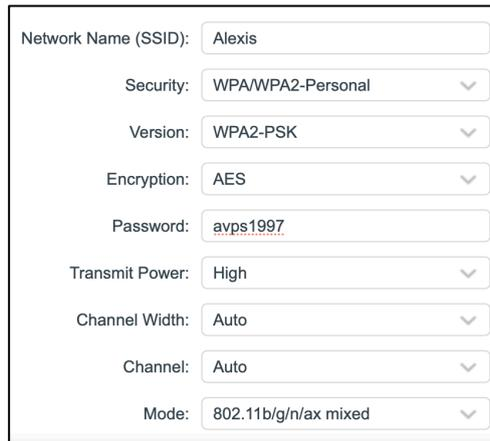 Network Name (SSID): Alexis
Security: WPA/WPA2-Personal
Version: WPA2-PSK
Encryption: AES
Password: avps1997
Transmit Power: High
Channel Width: Auto
Channel: Auto
Mode: 802.11b/g/n/ax mixed